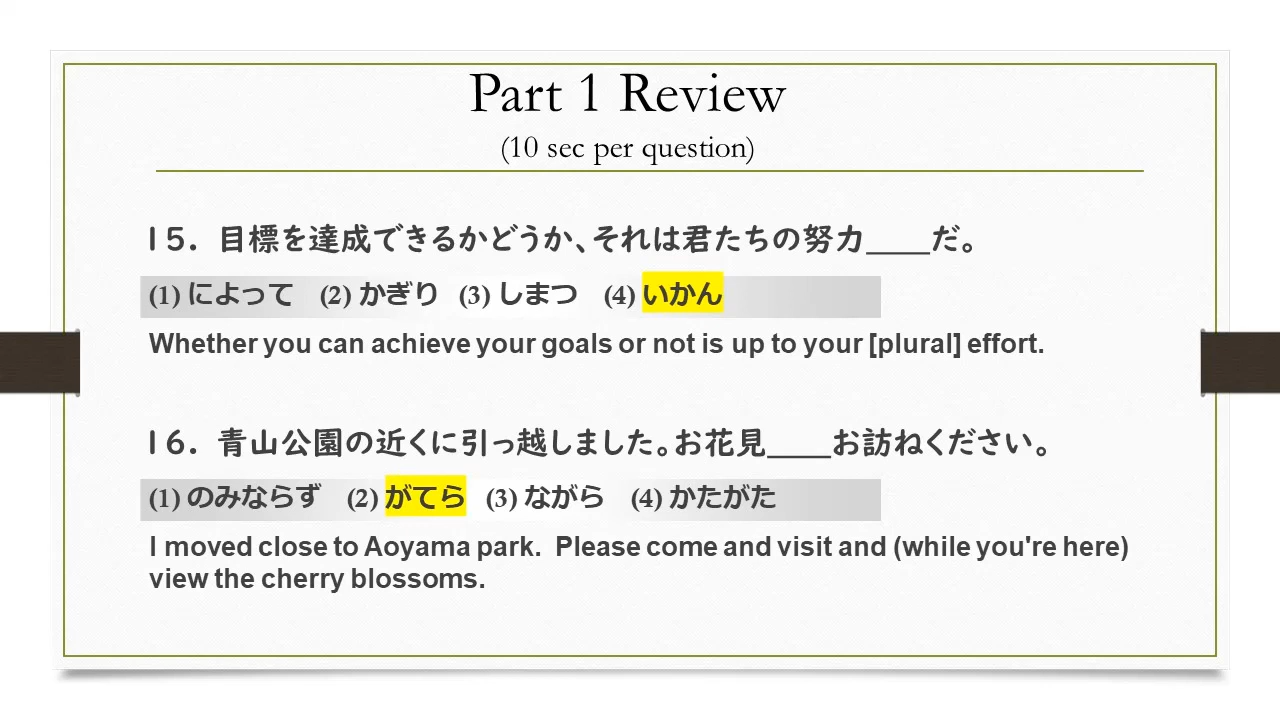 Part 1 Review
(10 sec per question)
15. 目標を達成できるかどうか、それは君たちの努力____だ。
(1) によって (2) かぎり (3) しまつ (4) いかん
Whether you can achieve your goals or not is up to your [plural] effort.
16. 青山公園の近くに引っ越しました。お花見____お訪ねください。
(1) のみならず (2) がてら (3) ながら (4) かたがた
I moved close to Aoyama park. Please come and visit and (while you're here)
view the cherry blossoms.